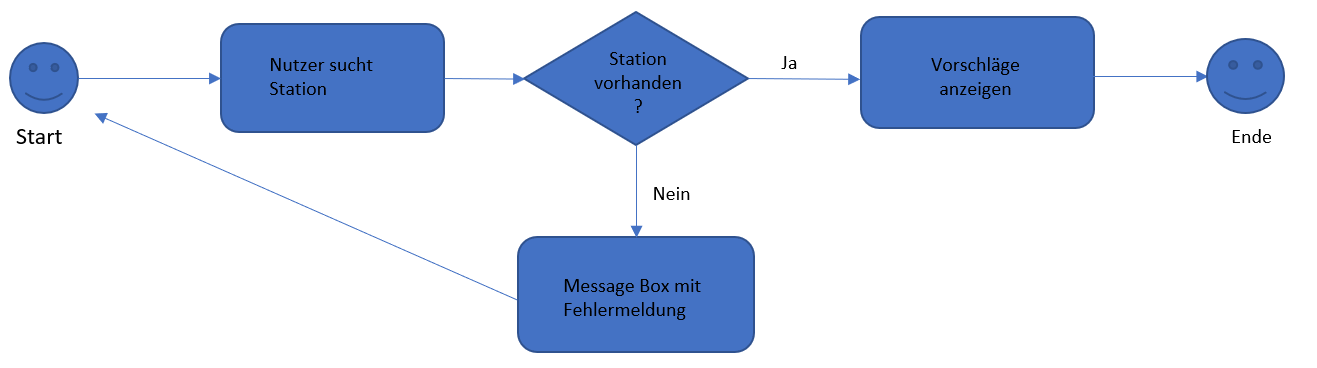 Start
Nutzer sucht
Station
Station
vorhanden
?
Ja
Vorschläge
anzeigen
Ende
Nein
Message Box mit
Fehlermeldung